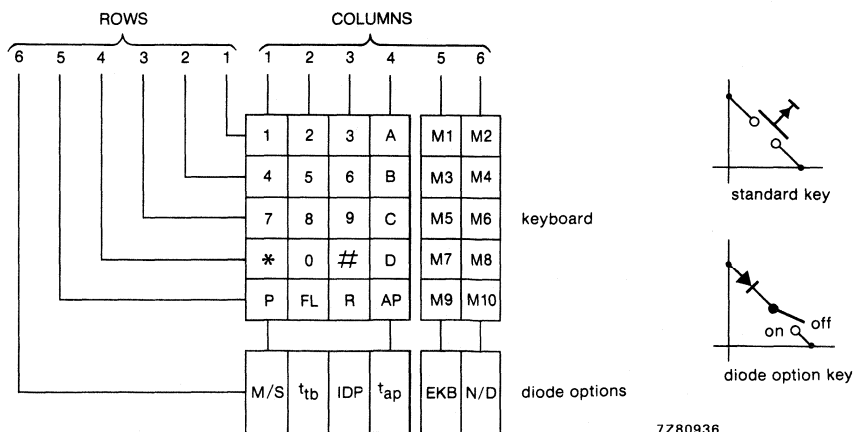 ROWS COLUMNS
6 5 4 3 2 1 1 2 3 4 5 6
1 2 3 A M1 M2
4 5 6 B M3 M4
7 8 9 C M5 M6 keyboard
* 0 # D M7 M8
P FL R AP M9 M10
M/S ttb IDP tap EKB N/D diode options
standard key
on off
diode option key
7Z80936